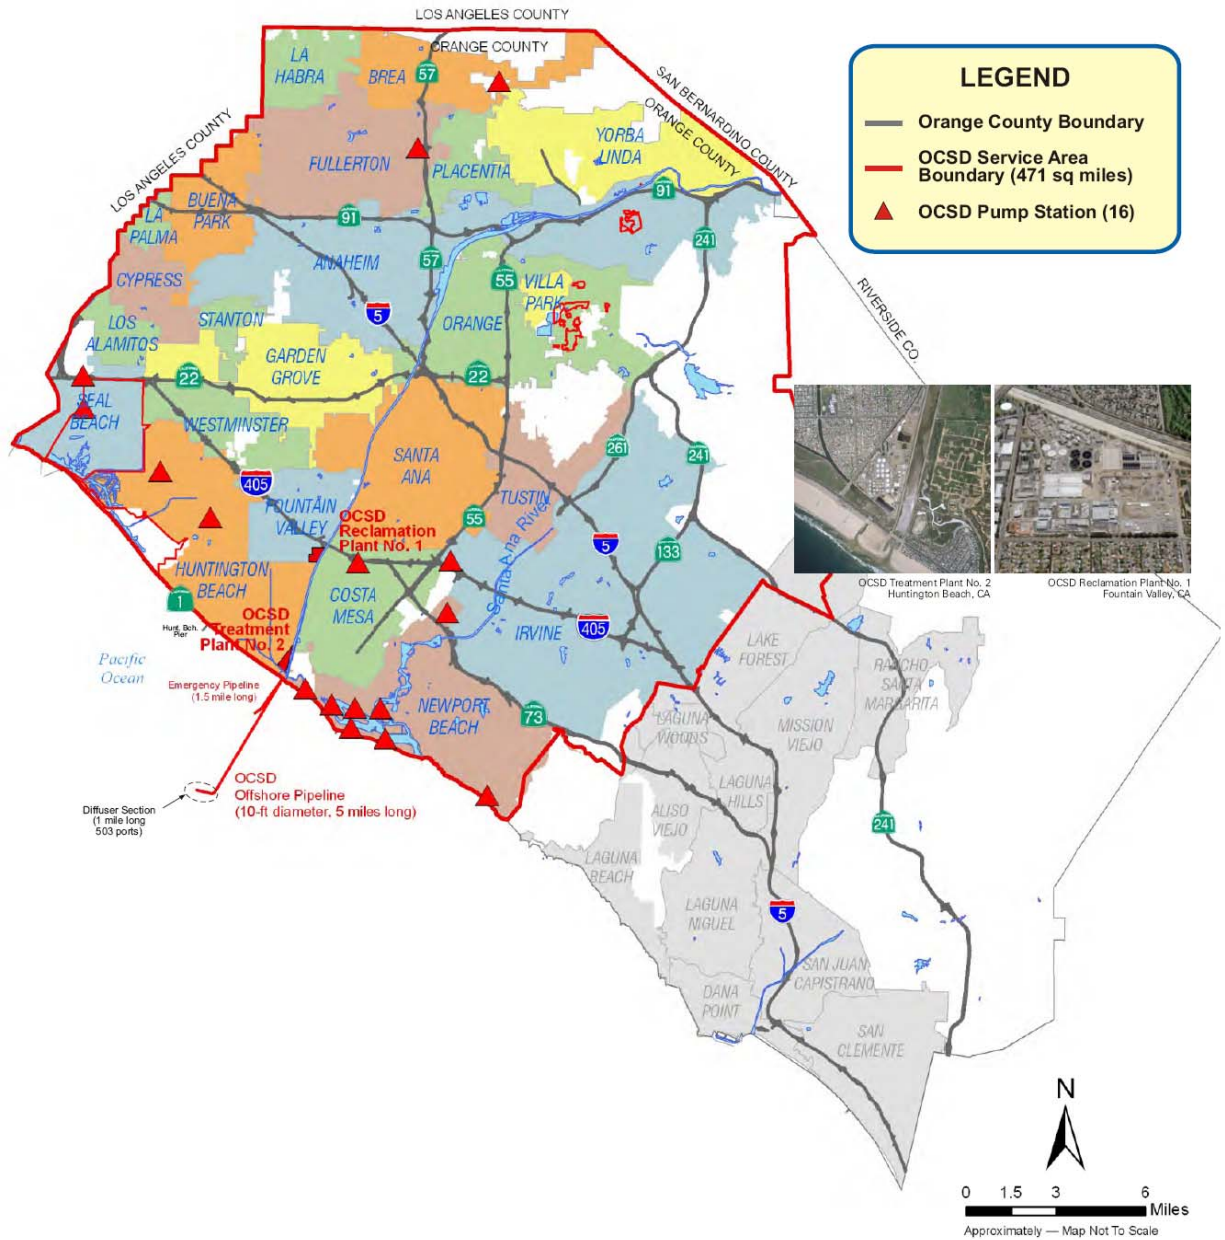 LOS ANGELES COUNTY
ORANGE COUNTY
LA
HABRA
BREA
57
SAN BERNARDINO COUNTY
ORANGE COUNTY
LEGEND
Orange County Boundary
OCSD Service Area
Boundary (471 sq miles)
OCSD Pump Station (16)
LOS ANGELES COUNTY
FULLERTON
PLACENTIA
YORBA
LINDA
BUENA
PARK
LA
PALMA
91
91
CYPRESS
ANAHEIM
57
55
241
VILLA
PARK
RIVERSIDE CO.
LOS
ALAMITOS
STANTON
5
ORANGE
GARDEN
GROVE
22
22
SEAL
BEACH
WESTMINSTER
SANTA
ANA
261
241
405
FOUNTAIN
VALLEY
TUSTIN
55
OCSD
Reclamation
Plant No. 1
Santa Ana River
5
133
OCSD Treatment Plant No. 2
Huntington Beach, CA
OCSD Reclamation Plant No. 1
Fountain Valley, CA
HUNTINGTON
BEACH
1
COSTA
MESA
IRVINE
405
Hunt. Bch.
Pier
OCSD
Treatment
Plant No. 2
LAKE
FOREST
RANCHO
SANTA
MARGARITA
Pacific
Ocean
Emergency Pipeline
(1.5 mile long)
NEWPORT
BEACH
73
LAGUNA
WOODS
MISSION
VIEJO
OCSD
Offshore Pipeline
(10-ft diameter, 5 miles long)
Diffuser Section
(1 mile long
503 ports)
LAGUNA
HILLS
ALISO
VIEJO
241
LAGUNA
BEACH
LAGUNA
NIGUEL
5
SAN JUAN
CAPISTRANO
DANA
POINT
SAN
CLEMENTE
N
0 1.5 3 6
Miles
Approximately — Map Not To Scale